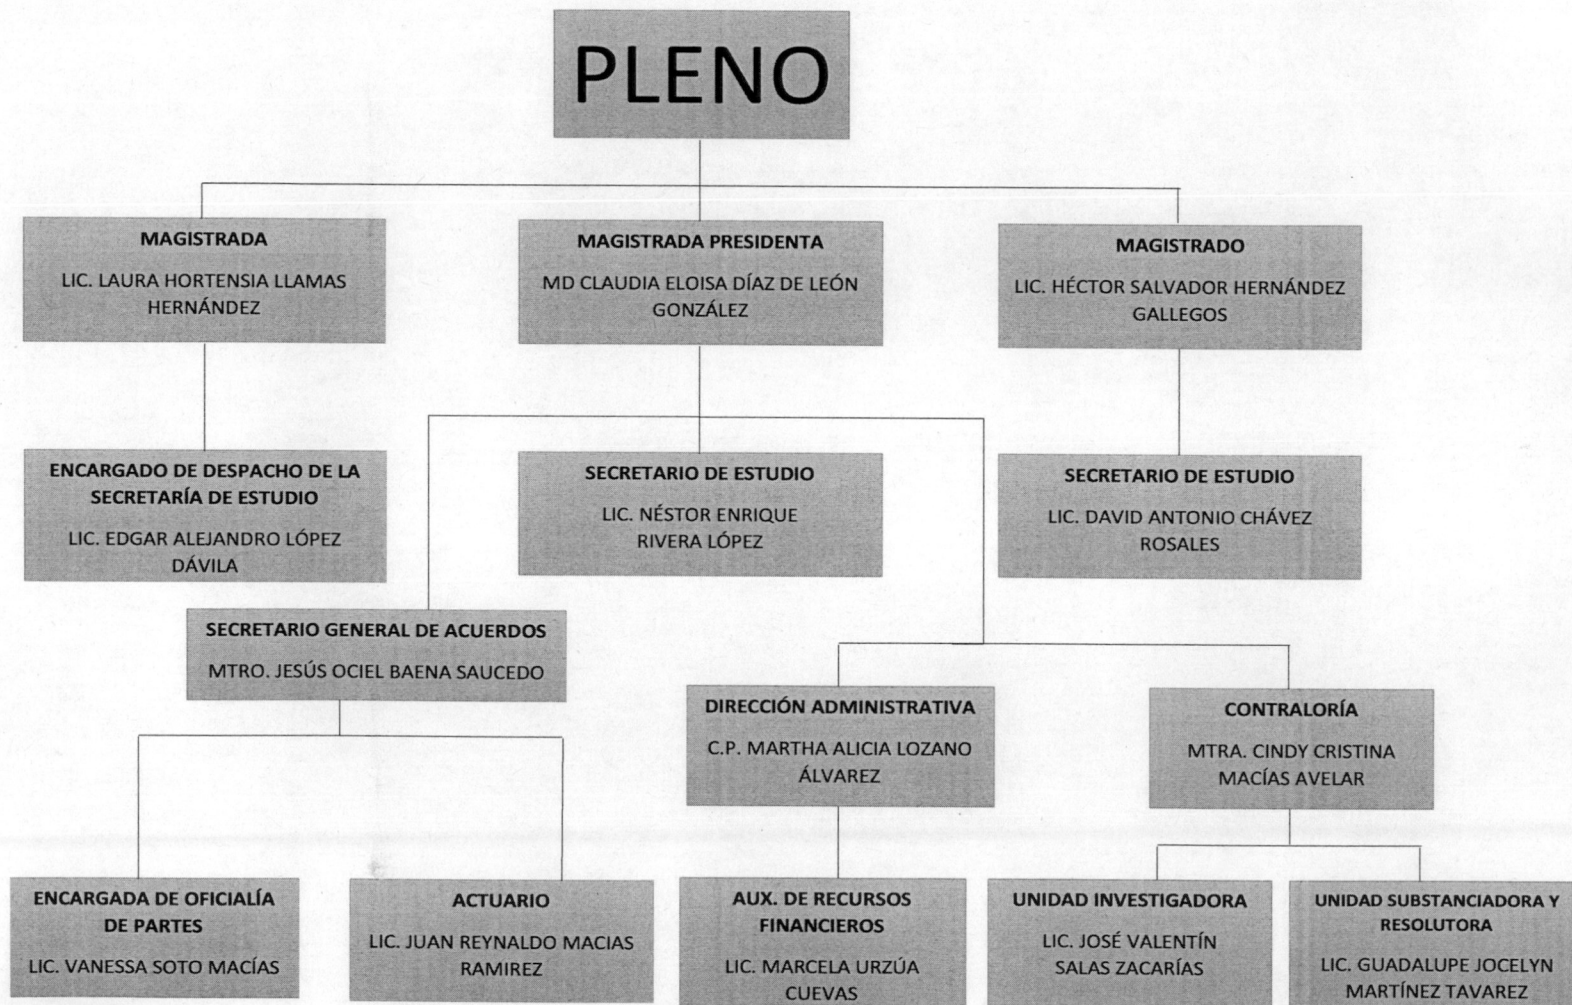 PLENO
MAGISTRADA
LIC. LAURA HORTENSIA LLAMAS
HERNÁNDEZ
MAGISTRADA PRESIDENTA
MD CLAUDIA ELOISA DÍAZ DE LEÓN
GONZÁLEZ
MAGISTRADO
LIC. HÉCTOR SALVADOR HERNÁNDEZ
GALLEGOS
ENCARGADO DE DESPACHO DE LA
SECRETARÍA DE ESTUDIO
LIC. EDGAR ALEJANDRO LÓPEZ
DÁVILA
SECRETARIO DE ESTUDIO
LIC. NÉSTOR ENRIQUE
RIVERA LÓPEZ
SECRETARIO DE ESTUDIO
LIC. DAVID ANTONIO CHÁVEZ
ROSALES
SECRETARIO GENERAL DE ACUERDOS
MTRO. JESÚS OCIEL BAENA SAUCEDO
DIRECCIÓN ADMINISTRATIVA
C.P. MARTHA ALICIA LOZANO
ÁLVAREZ
CONTRALORÍA
MTRA. CINDY CRISTINA
MACÍAS AVELAR
ENCARGADA DE OFICIALÍA
DE PARTES
LIC. VANESSA SOTO MACÍAS
ACTUARIO
LIC. JUAN REYNALDO MACIAS
RAMIREZ
AUX. DE RECURSOS
FINANCIEROS
LIC. MARCELA URZÚA
CUEVAS
UNIDAD INVESTIGADORA
LIC. JOSÉ VALENTÍN
SALAS ZACARÍAS
UNIDAD SUBSTANCIADORA Y
RESOLUTORA
LIC. GUADALUPE JOCELYN
MARTÍNEZ TAVAREZ